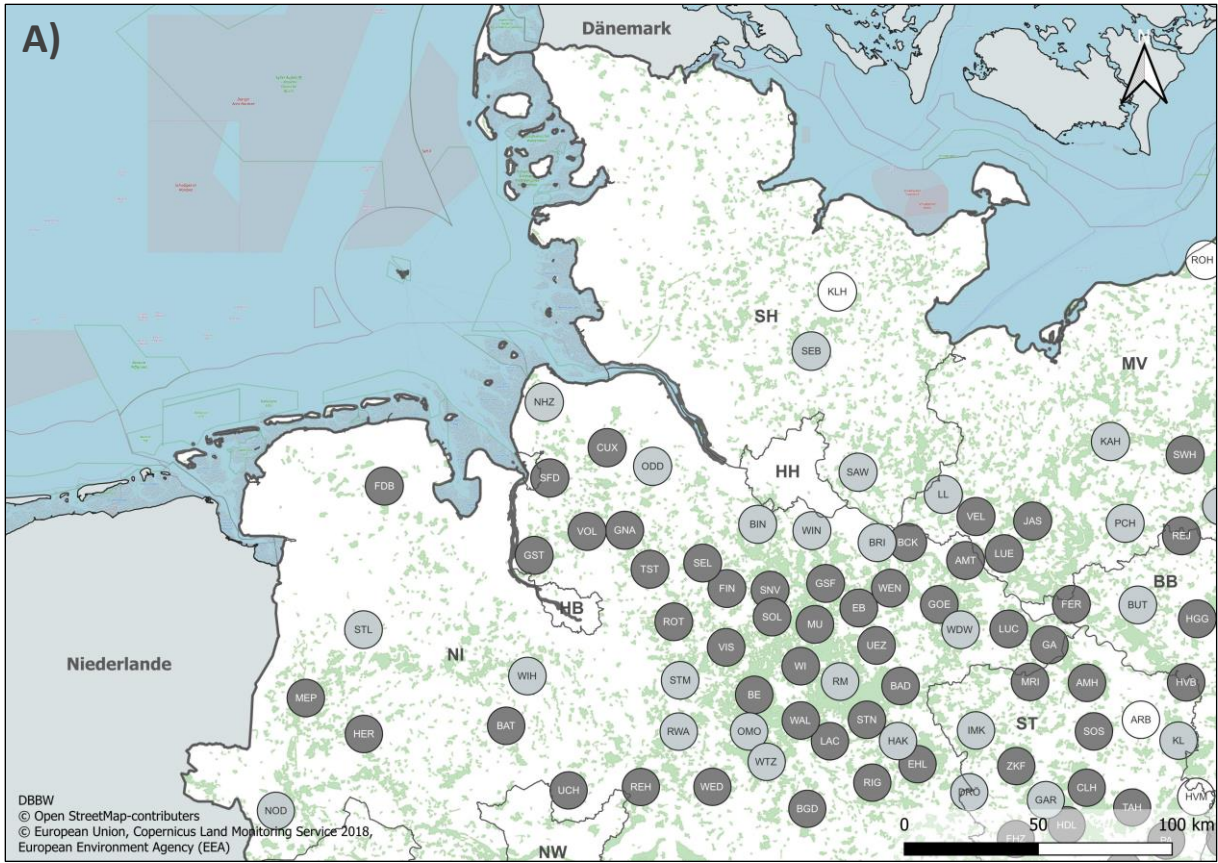 A)
Dänemark
N
ROH
KLH
SH
SEB
MV
NHZ
KAH
CUX
SWH
ODD
HH
SAW
SFD
FDB
LL
VEL
JAS
PCH
BIN
WIN
VOL
GNA
BRI
BCK
REJ
GST
LUE
AMT
SEL
TST
BB
GSF
WEN
FIN
SNV
GOE
FER
BUT
HB
EB
SOL
HGG
ROT
MU
STL
WDW
LUC
UEZ
GA
VIS
NI
Niederlande
WI
WIH
STM
RM
BAD
MRI
AMH
HVB
MEP
BE
ARB
WAL
STN
BAT
ST
HER
RWA
OMO
IMK
SOS
LAC
HAK
KL
WTZ
EHL
ZKF
RIG
UCH
REH
WED
CLH
DRO
HVM
DBBW
GAR
BGD
TAH
NOD
© Open StreetMap-contributers
© European Union, Copernicus Land Monitoring Service 2018,
European Environment Agency (EEA)
NW
HDL
EHZ
PA
0 50 100 km